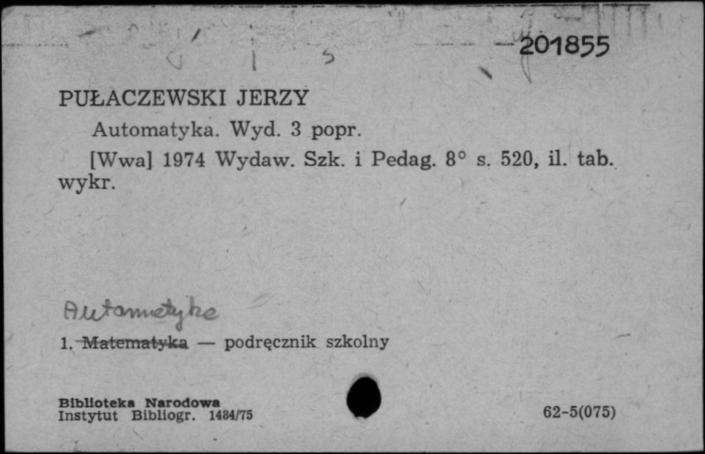 201855
PUŁACZEWSKI JERZY
Automatyka. Wyd. 3 popr.
[Wwa] 1974 Wydaw. Szk. i Pedag. 8° s. 520, il. tab.
wykr.
Automatyka
1. Matematyka — podręcznik szkolny
Biblioteka Narodowa
Instytut Bibliogr. 1484/75
62-5(075)